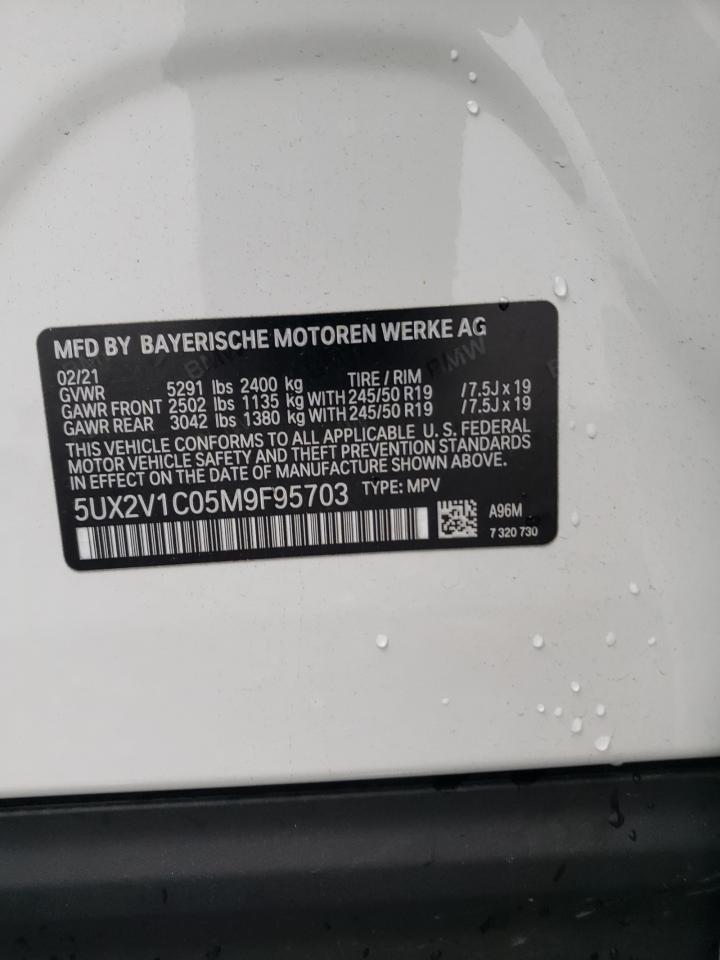 MFD BY BAYERISCHE MOTOREN WERKE AG
02/21 TIRE / RIM
GVWR 5291 lbs 2400 kg
GAWR FRONT 2502 lbs 1135 kg WITH 245/50 R19 / 7.5J x 19
GAWR REAR 3042 lbs 1380 kg WITH 245/50 R19 / 7.5J x 19
THIS VEHICLE CONFORMS TO ALL APPLICABLE U. S. FEDERAL
MOTOR VEHICLE SAFETY AND THEFT PREVENTION STANDARDS
IN EFFECT ON THE DATE OF MANUFACTURE SHOWN ABOVE.
5UX2V1C05M9F95703 TYPE: MPV
A96M
7 320 730
BMW
BMW